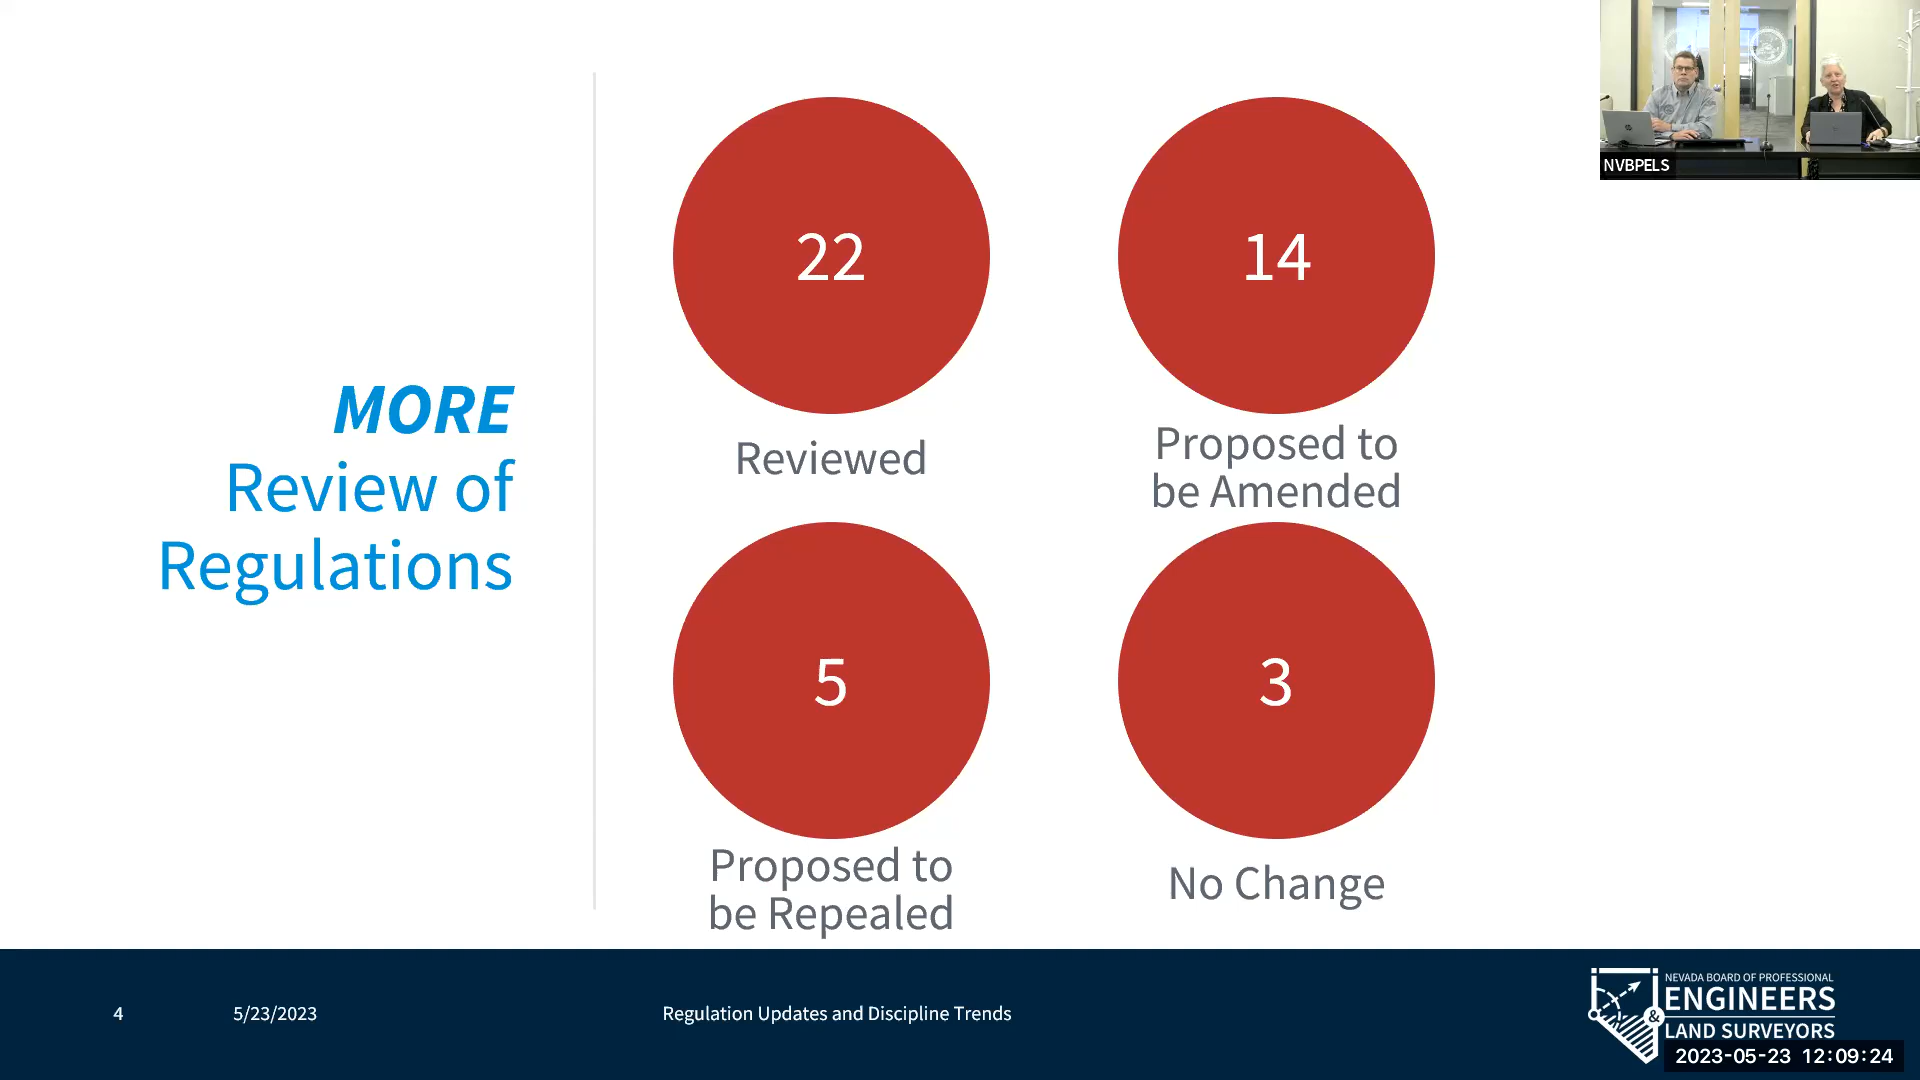 MORE
Review of
Regulations
22
Reviewed
14
Proposed to
be Amended
5
Proposed to
be Repealed
3
No Change
NVBPELS
4
5/23/2023
Regulation Updates and Discipline Trends
NEVADA BOARD OF PROFESSIONAL
ENGINEERS
&
LAND SURVEYORS
2023-05-23 12:09:24